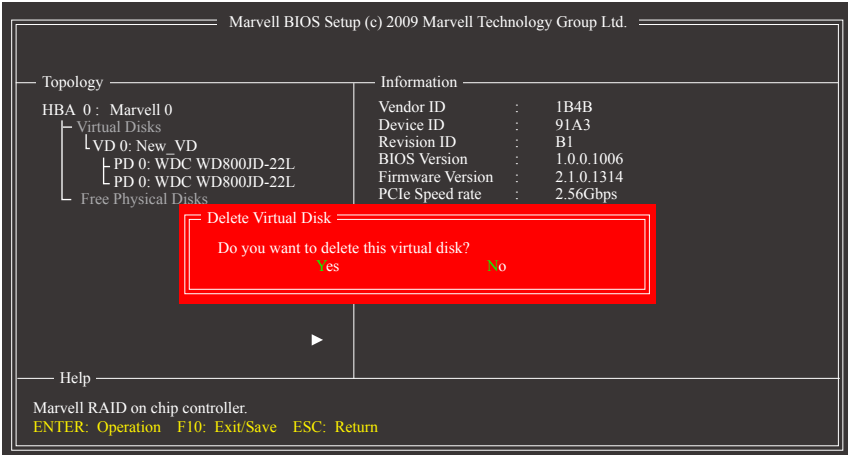 Marvell BIOS Setup (c) 2009 Marvell Technology Group Ltd.
Topology
HBA 0 : Marvell 0
Virtual Disks
VD 0: New_VD
PD 0: WDC WD800JD-22L
PD 0: WDC WD800JD-22L
Free Physical Disks
Information
Vendor ID : 1B4B
Device ID : 91A3
Revision ID : B1
BIOS Version : 1.0.0.1006
Firmware Version : 2.1.0.1314
PCIe Speed rate : 2.56Gbps
Delete Virtual Disk
Do you want to delete this virtual disk?
Yes No
Help
Marvell RAID on chip controller.
ENTER: Operation F10: Exit/Save ESC: Return